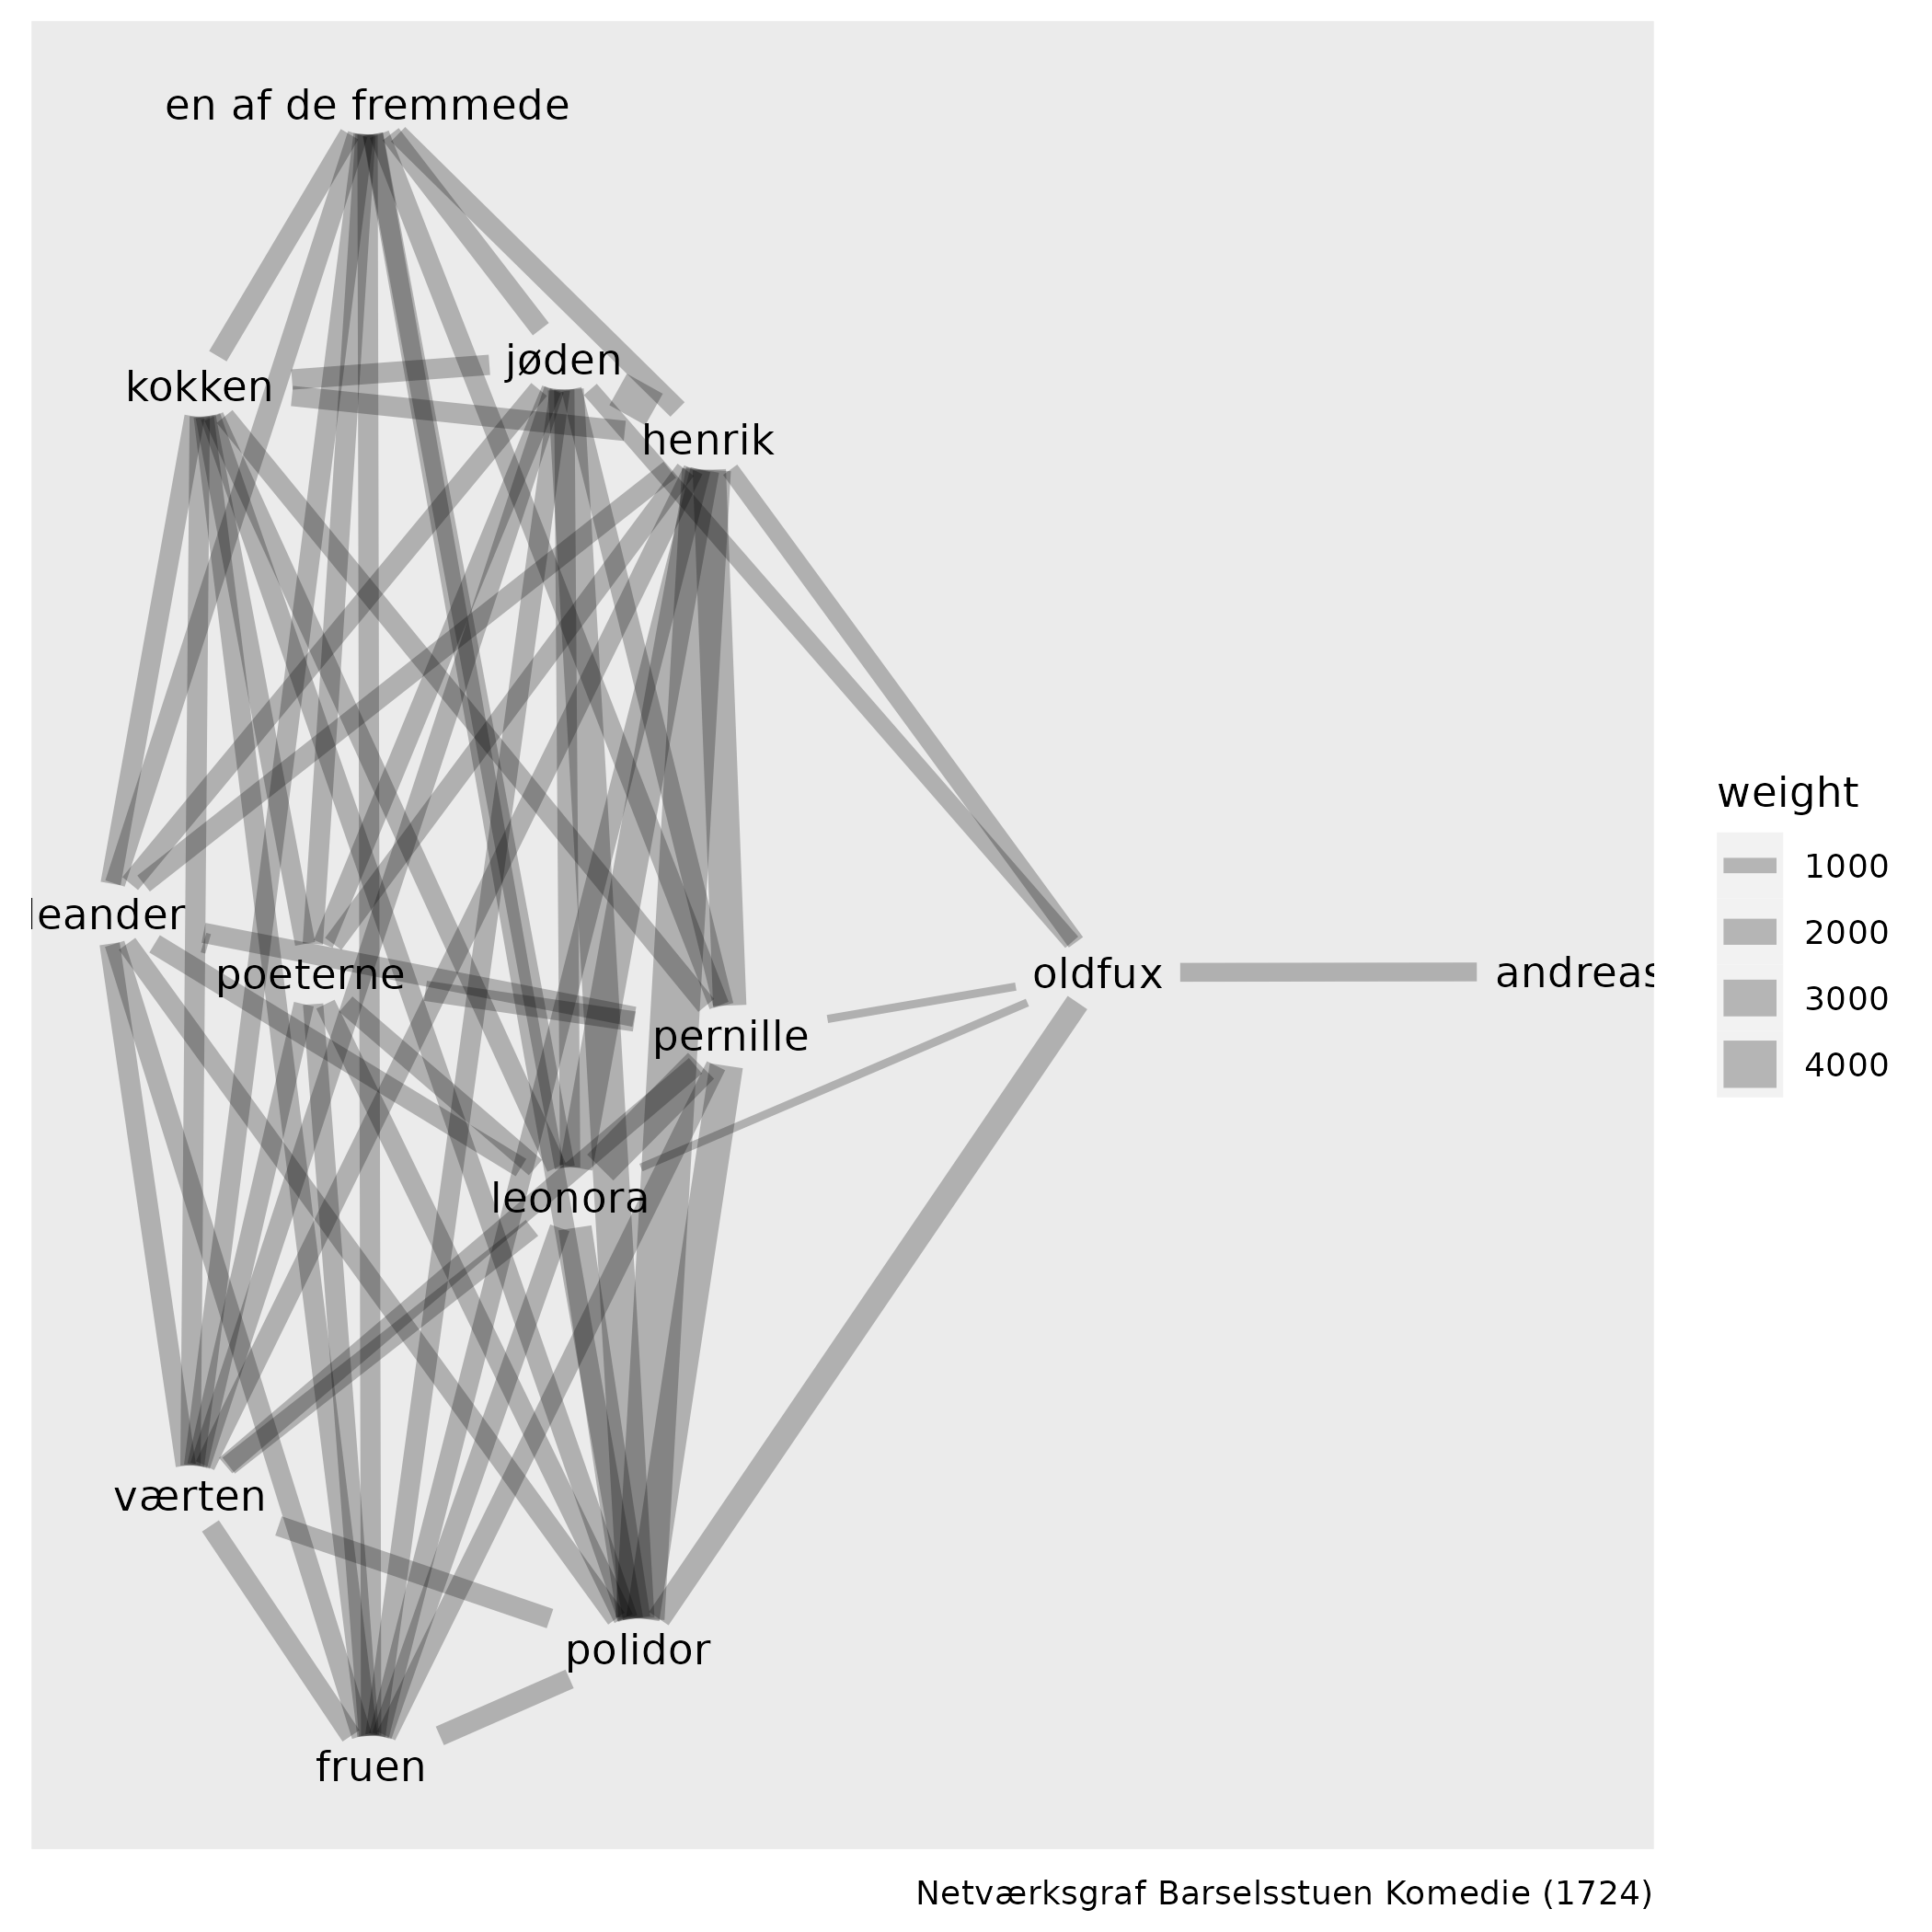 en af de fremmede
jøden
kokken
henrik
leander
poeterne
oldfux
andreas
pernille
leonora
værten
polidor
fruen
weight
1000
2000
3000
4000
Netværksgraf Barselsstuen Komedie (1724)